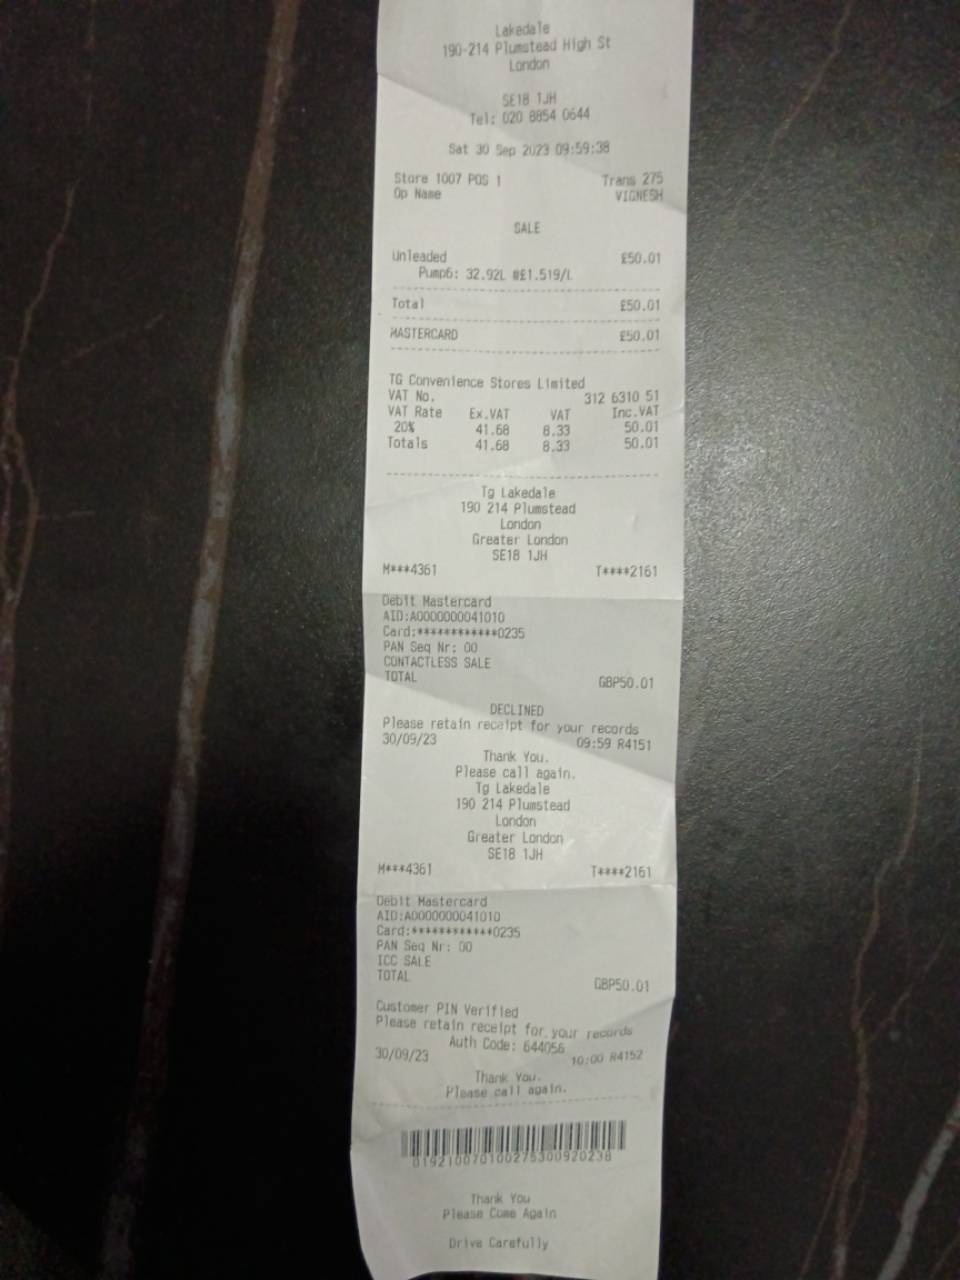 Lakedale
190-214 Plumstead High St
London
SE18 1JH
Tel: 020 8854 0644
Sat 30 Sep 2023 09:59:38
Store 1007 POS 1 Trans 275
Op Name VIGNESH
SALE
Unleaded £50.01
Pump6: 32.92L @£1.519/L
Total £50.01
MASTERCARD £50.01
TG Convenience Stores Limited
VAT No. 312 6310 51
VAT Rate Ex.VAT VAT Inc.VAT
20% 41.68 8.33 50.01
Totals 41.68 8.33 50.01
Tg Lakedale
190 214 Plumstead
London
Greater London
SE18 1JH
M***4361 T****2161
Debit Mastercard
AID:A0000000041010
Card:************0235
PAN Seq Nr: 00
CONTACTLESS SALE
TOTAL GBP50.01
DECLINED
Please retain receipt for your records
30/09/23 09:59 R4151
Thank You.
Please call again.
Tg Lakedale
190 214 Plumstead
London
Greater London
SE18 1JH
M***4361 T****2161
Debit Mastercard
AID:A0000000041010
Card:************0235
PAN Seq Nr: 00
ICC SALE
TOTAL GBP50.01
Customer PIN Verified
Please retain receipt for your records
Auth Code: 644056
30/09/23 10:00 R4152
Thank You.
Please call again.
019210070100275300920238
Thank You
Please Come Again
Drive Carefully